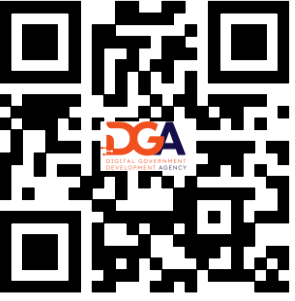 DGA
DIGITAL GOVERNMENT
DEVELOPMENT AGENCY